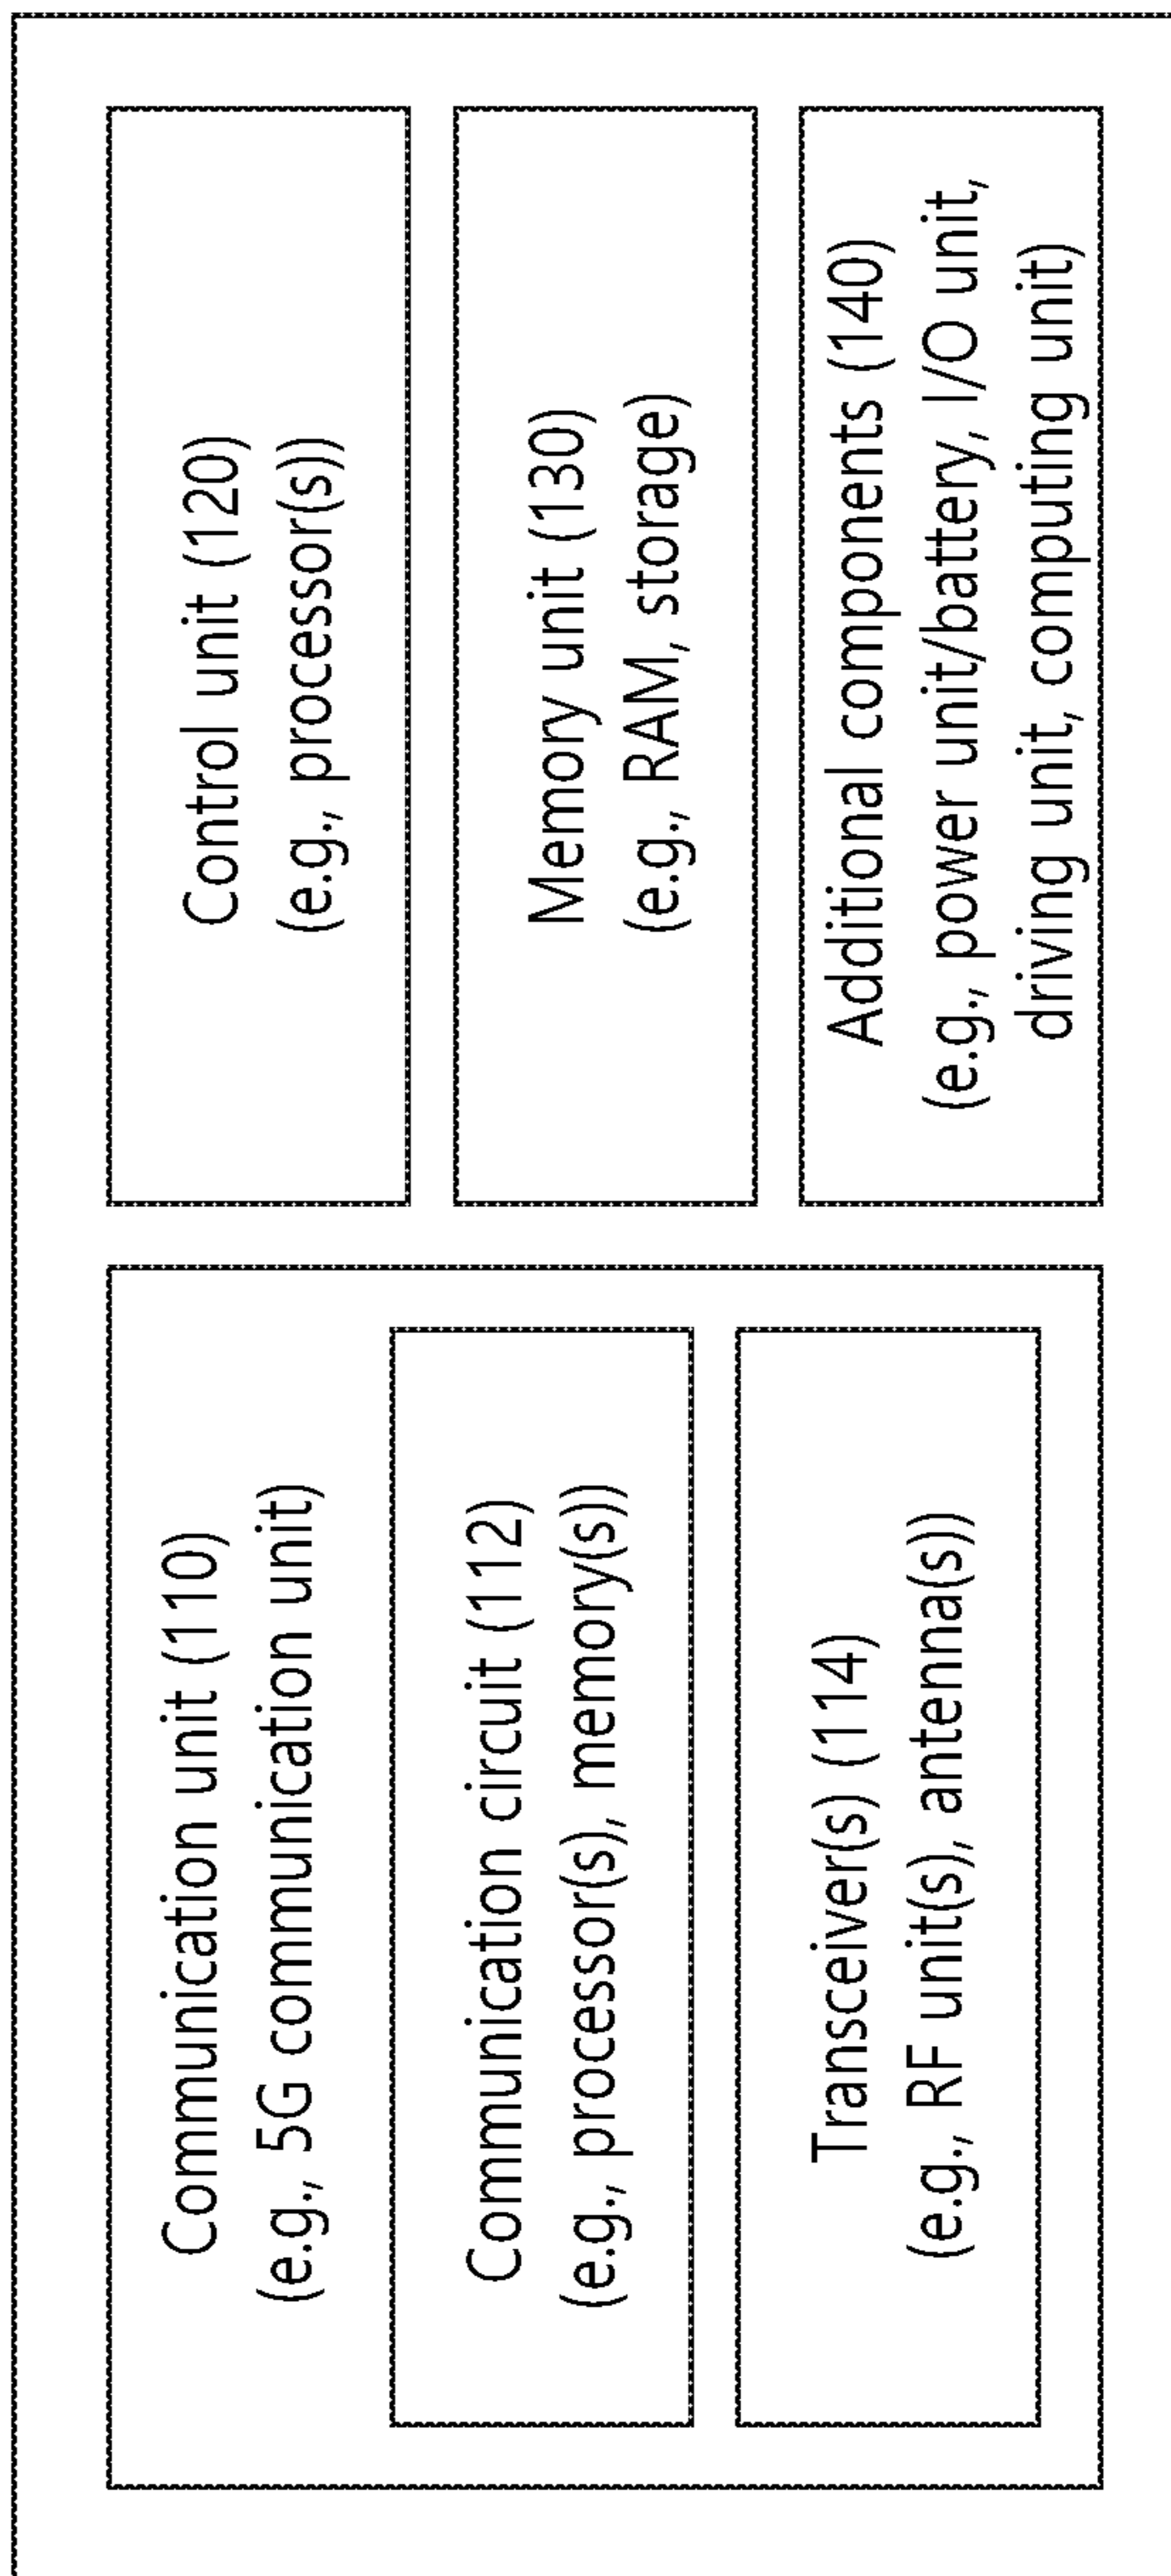 Communication unit (110)
(e.g., 5G communication unit)
Communication circuit (112)
(e.g., processor(s), memory(s))
Transceiver(s) (114)
(e.g., RF unit(s), antenna(s))
Control unit (120)
(e.g., processor(s))
Memory unit (130)
(e.g., RAM, storage)
Additional components (140)
(e.g., power unit/battery, I/O unit,
driving unit, computing unit)